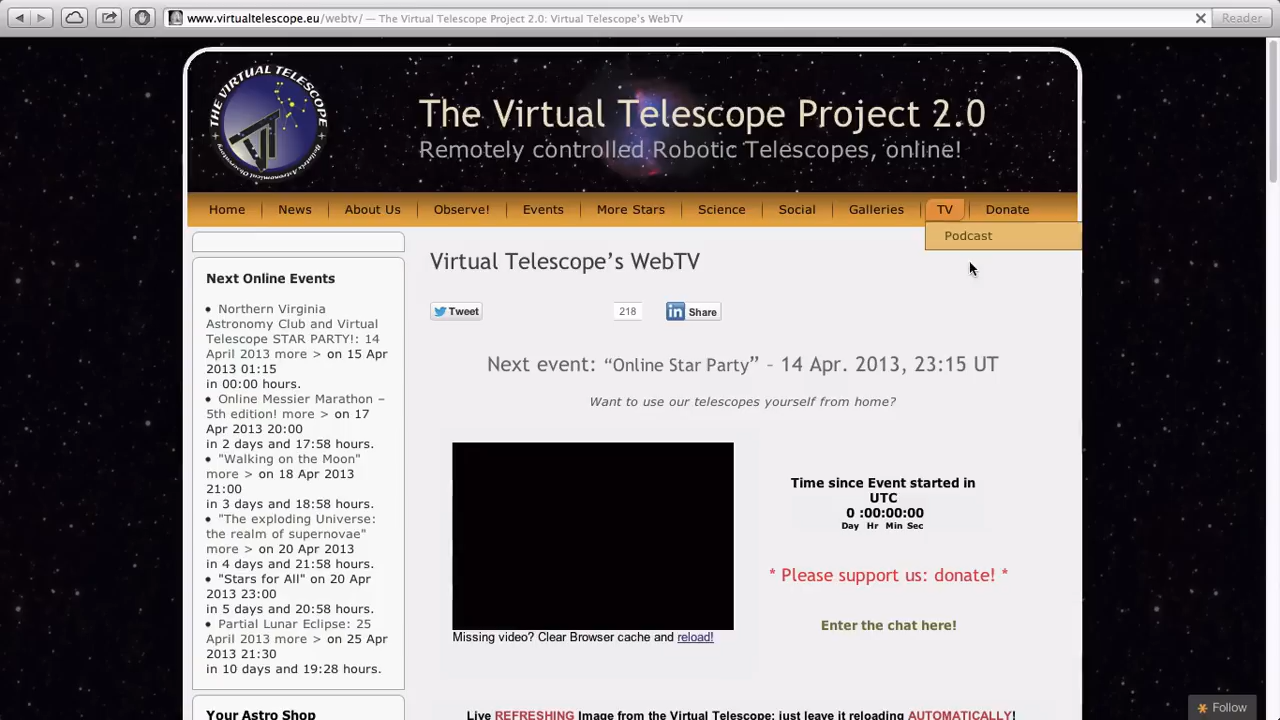 www.virtualtelescope.eu/webtv/ — The Virtual Telescope Project 2.0: Virtual Telescope's WebTV
Reader
THE VIRTUAL TELESCOPE
The Virtual Telescope Project 2.0
Remotely controlled Robotic Telescopes, online!
Home
News
About Us
Observe!
Events
More Stars
Science
Social
Galleries
TV
Donate
Podcast
Next Online Events
Northern Virginia
Astronomy Club and Virtual
Telescope STAR PARTY!: 14
April 2013 more > on 15 Apr
2013 01:15
in 00:00 hours.
Online Messier Marathon –
5th edition! more > on 17
Apr 2013 20:00
in 2 days and 17:58 hours.
"Walking on the Moon"
more > on 18 Apr 2013
21:00
in 3 days and 18:58 hours.
"The exploding Universe:
the realm of supernovae"
more > on 20 Apr 2013
in 4 days and 21:58 hours.
"Stars for All" on 20 Apr
2013 23:00
in 5 days and 20:58 hours.
Partial Lunar Eclipse: 25
April 2013 more > on 25 Apr
2013 21:30
in 10 days and 19:28 hours.
Your Astro Shop
Virtual Telescope’s WebTV
Tweet
218
Share
Next event: “Online Star Party” – 14 Apr. 2013, 23:15 UT
Want to use our telescopes yourself from home?
Missing video? Clear Browser cache and reload!
Time since Event started in
UTC
0 :00:00:00
Day Hr Min Sec
* Please support us: donate! *
Enter the chat here!
Live REFRESHING Image from the Virtual Telescope: just leave it reloading AUTOMATICALLY!
Follow